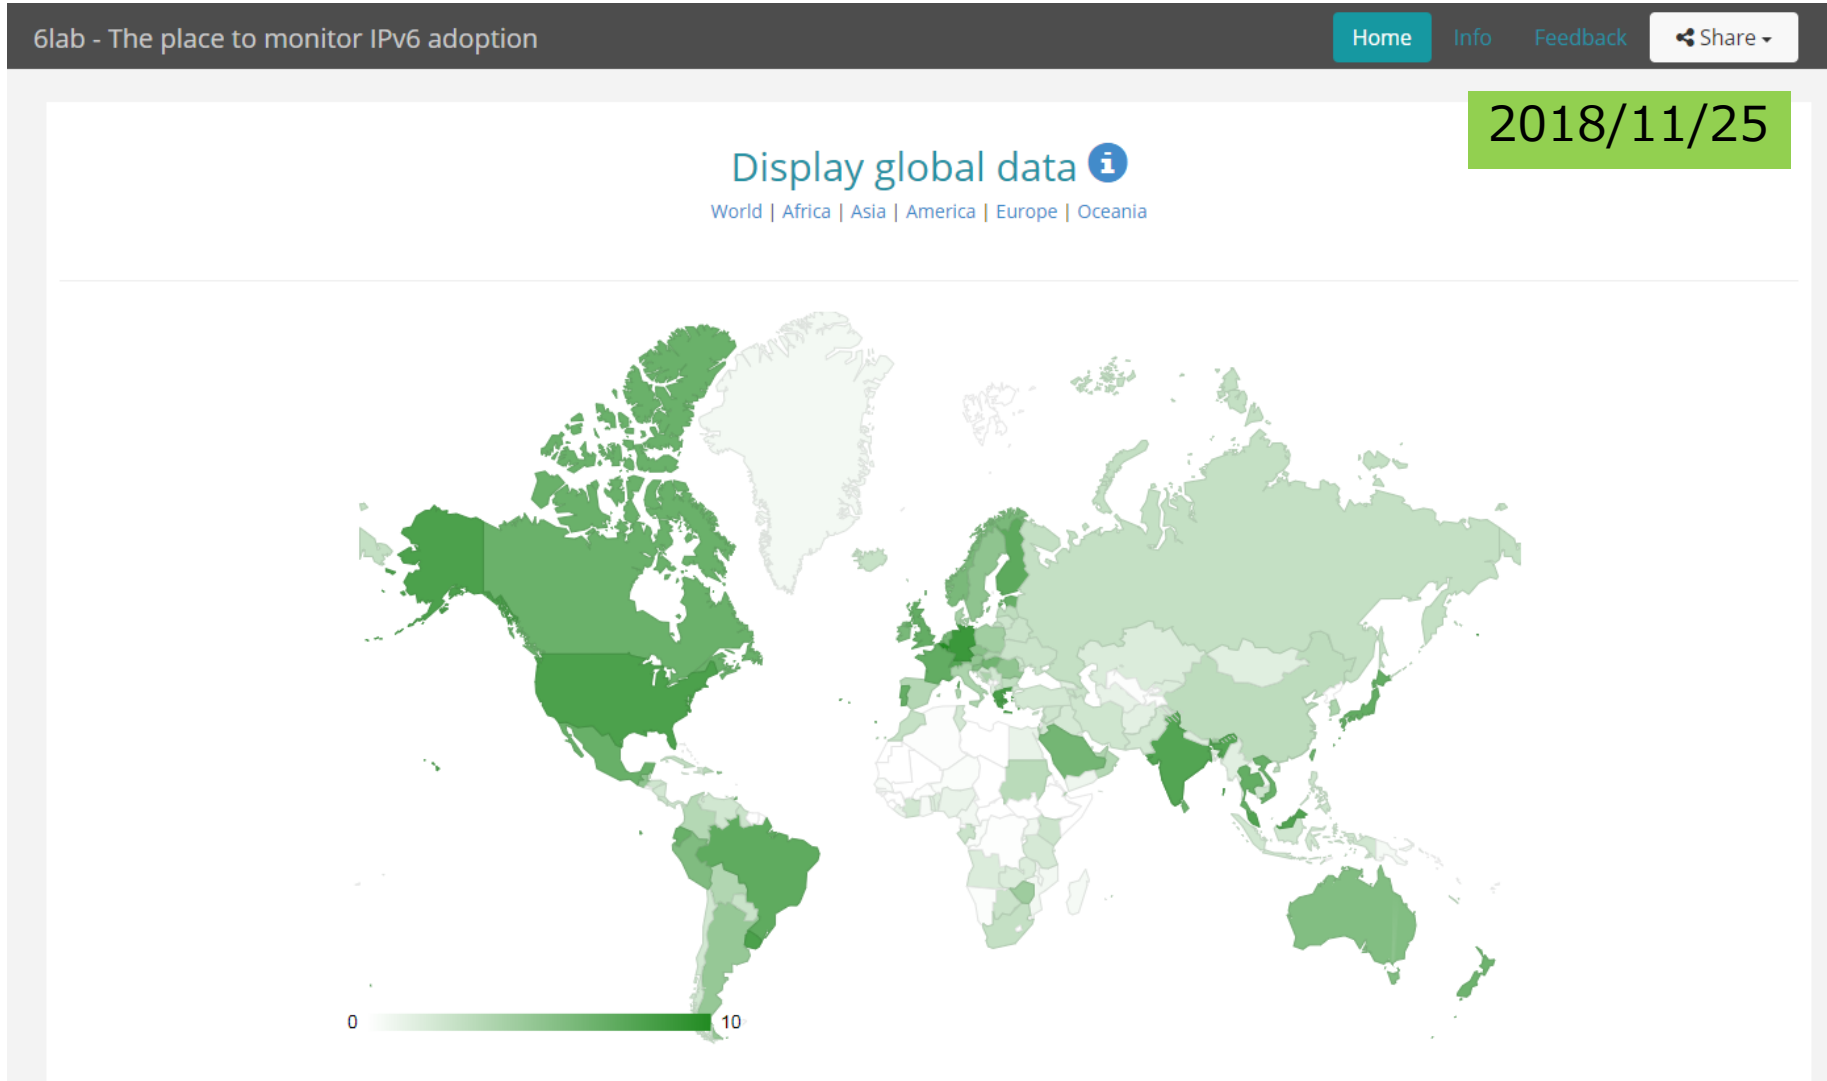 6lab - The place to monitor IPv6 adoption
Home Info Feedback Share
2018/11/25
Display global data
World | Africa | Asia | America | Europe | Oceania
0 10